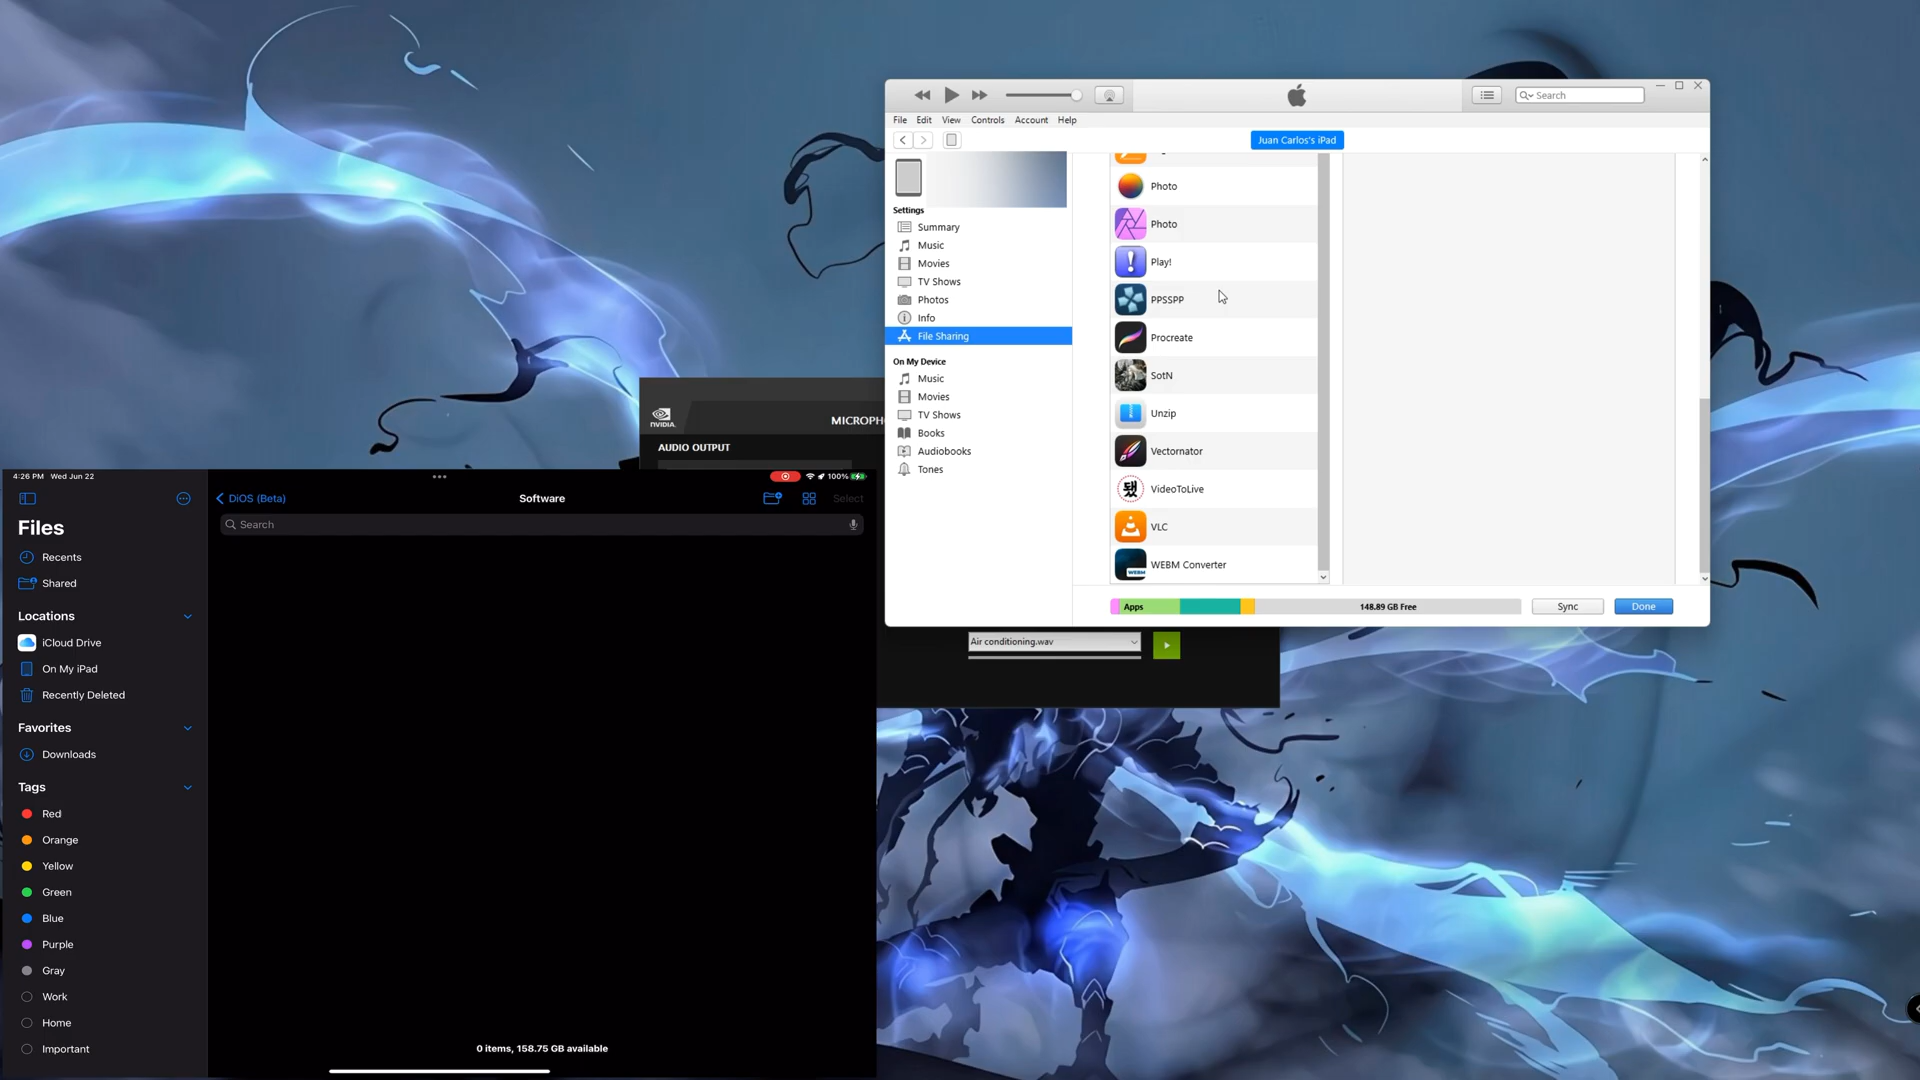 Search
File Edit View Controls Account Help
Juan Carlos's iPad
Settings
Summary
Music
Movies
TV Shows
Photos
Info
File Sharing
On My Device
Music
Movies
TV Shows
Books
Audiobooks
Tones
Photo
Photo
Play!
PPSSPP
Procreate
SotN
Unzip
Vectornator
VideoToLive
VLC
WEBM
WEBM Converter
Apps
148.89 GB Free
Sync
Done
NVIDIA.
MICROPH
AUDIO OUTPUT
Air conditioning.wav
4:26 PM Wed Jun 22
100%
Files
Recents
Shared
Locations
iCloud Drive
On My iPad
Recently Deleted
Favorites
Downloads
Tags
Red
Orange
Yellow
Green
Blue
Purple
Gray
Work
Home
Important
DiOS (Beta)
Software
Select
Search
0 items, 158.75 GB available